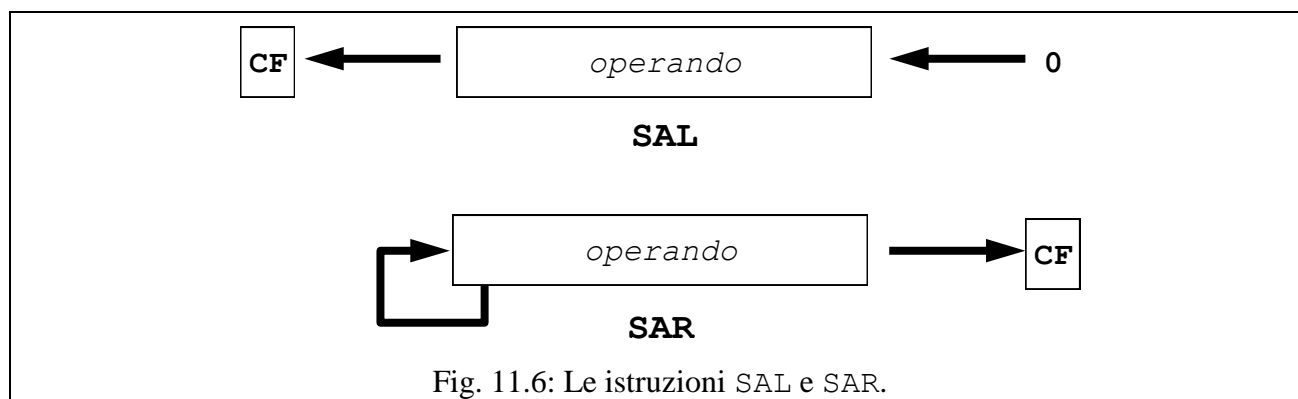 CF operando 0
SAL
operando CF
SAR
Fig. 11.6: Le istruzioni SAL e SAR.